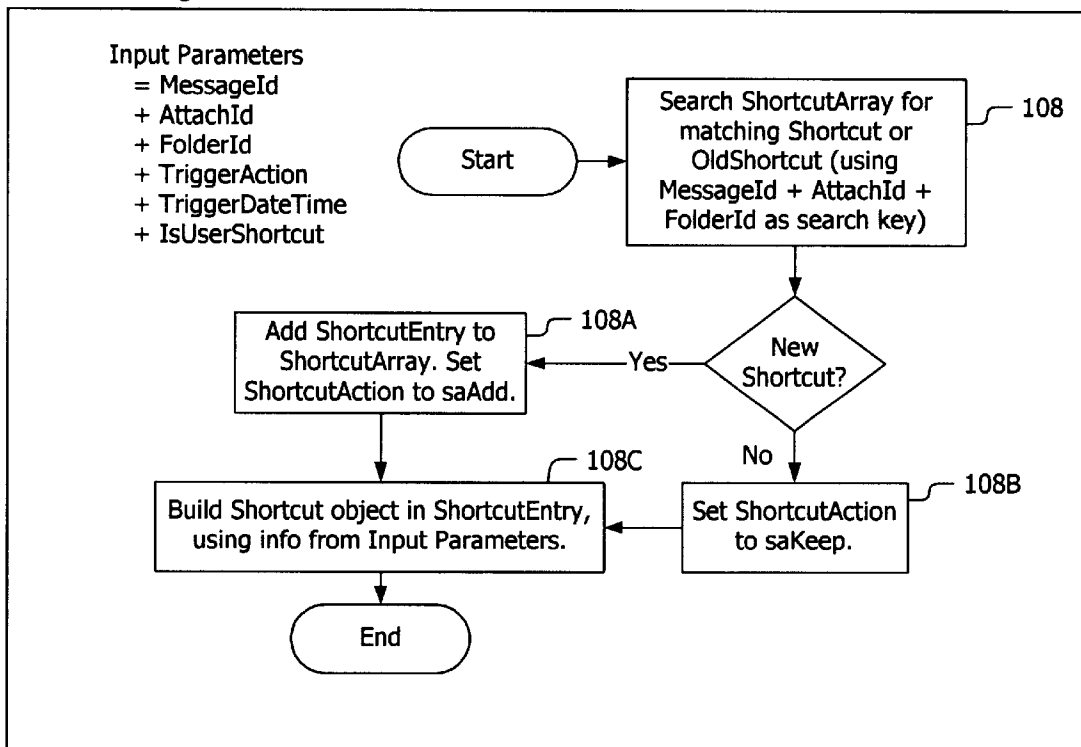 Input Parameters
= MessageId
+ AttachId
+ FolderId
+ TriggerAction
+ TriggerDateTime
+ IsUserShortcut
Start
Search ShortcutArray for
matching Shortcut or
OldShortcut (using
MessageId + AttachId +
FolderId as search key)
108
New
Shortcut?
Yes
Add ShortcutEntry to
ShortcutArray. Set
ShortcutAction to saAdd.
108A
No
Set ShortcutAction
to saKeep.
108B
Build Shortcut object in ShortcutEntry,
using info from Input Parameters.
108C
End